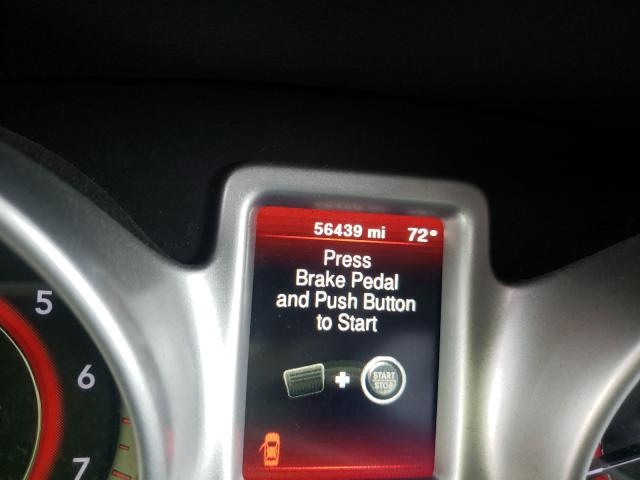 56439 mi 72°
Press
Brake Pedal
and Push Button
to Start
START
STOP
5
6
7